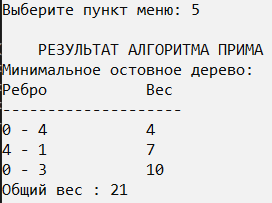 Выберите пункт меню: 5
РЕЗУЛЬТАТ АЛГОРИТМА ПРИМА
Минимальное остовное дерево:
Ребро Вес
-------------------
0 - 4 4
4 - 1 7
0 - 3 10
Общий вес : 21